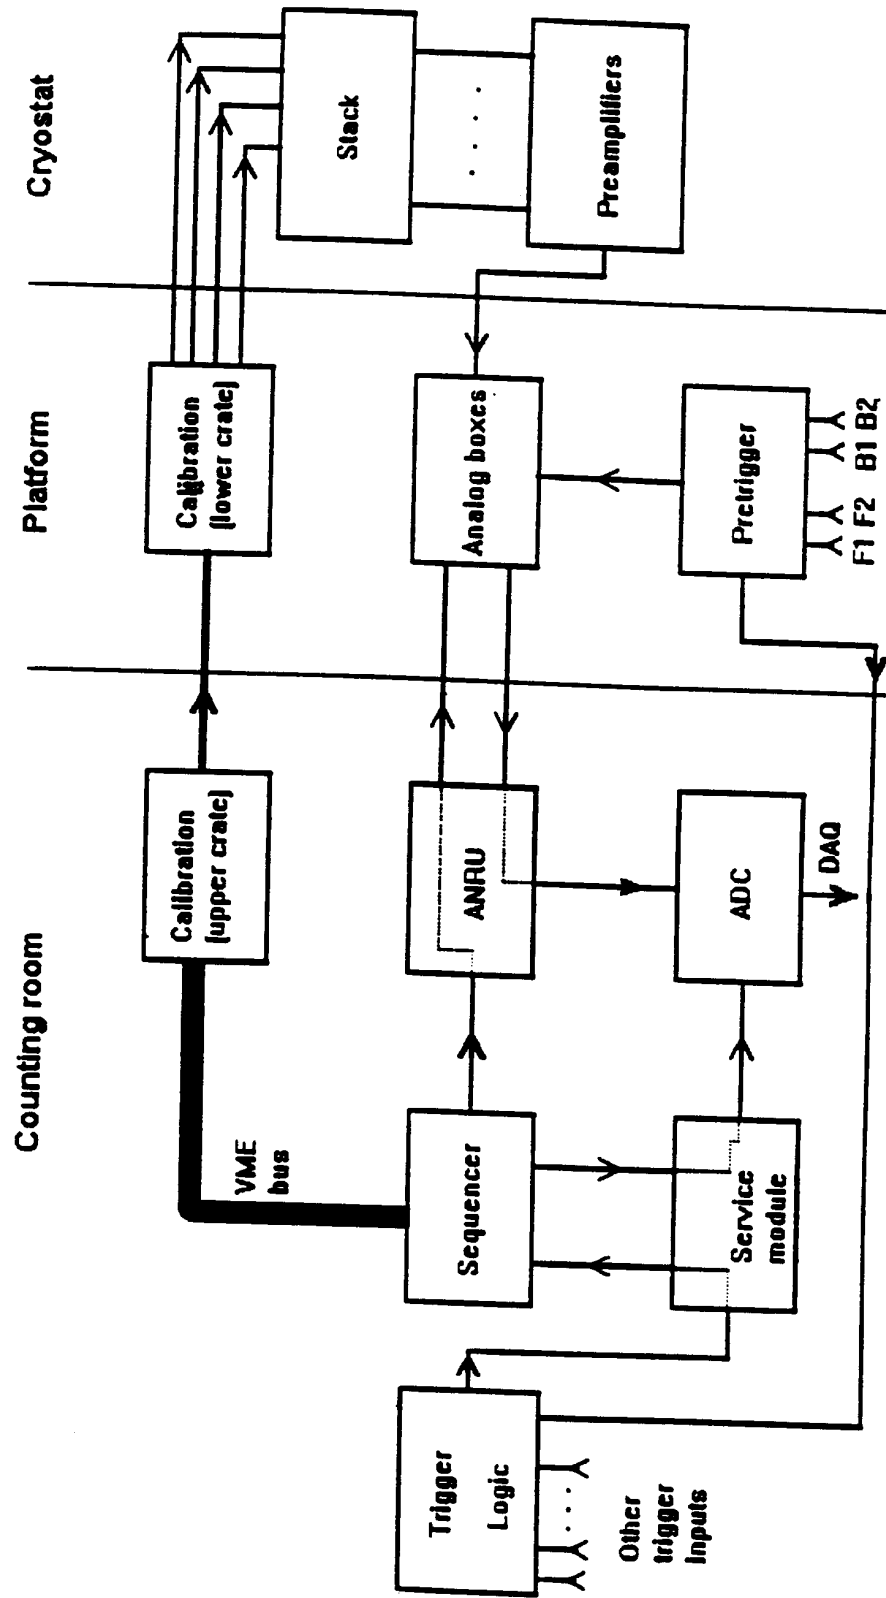 Counting room
Platform
Cryostat
Calibration
(upper crate)
Calibration
(lower crate)
VME
bus
Stack
Trigger
Logic
Sequencer
ANRU
Analog boxes
Preamplifiers
Other
trigger
inputs
Service
module
ADC
Pretrigger
DAQ
F1 F2
B1 B2